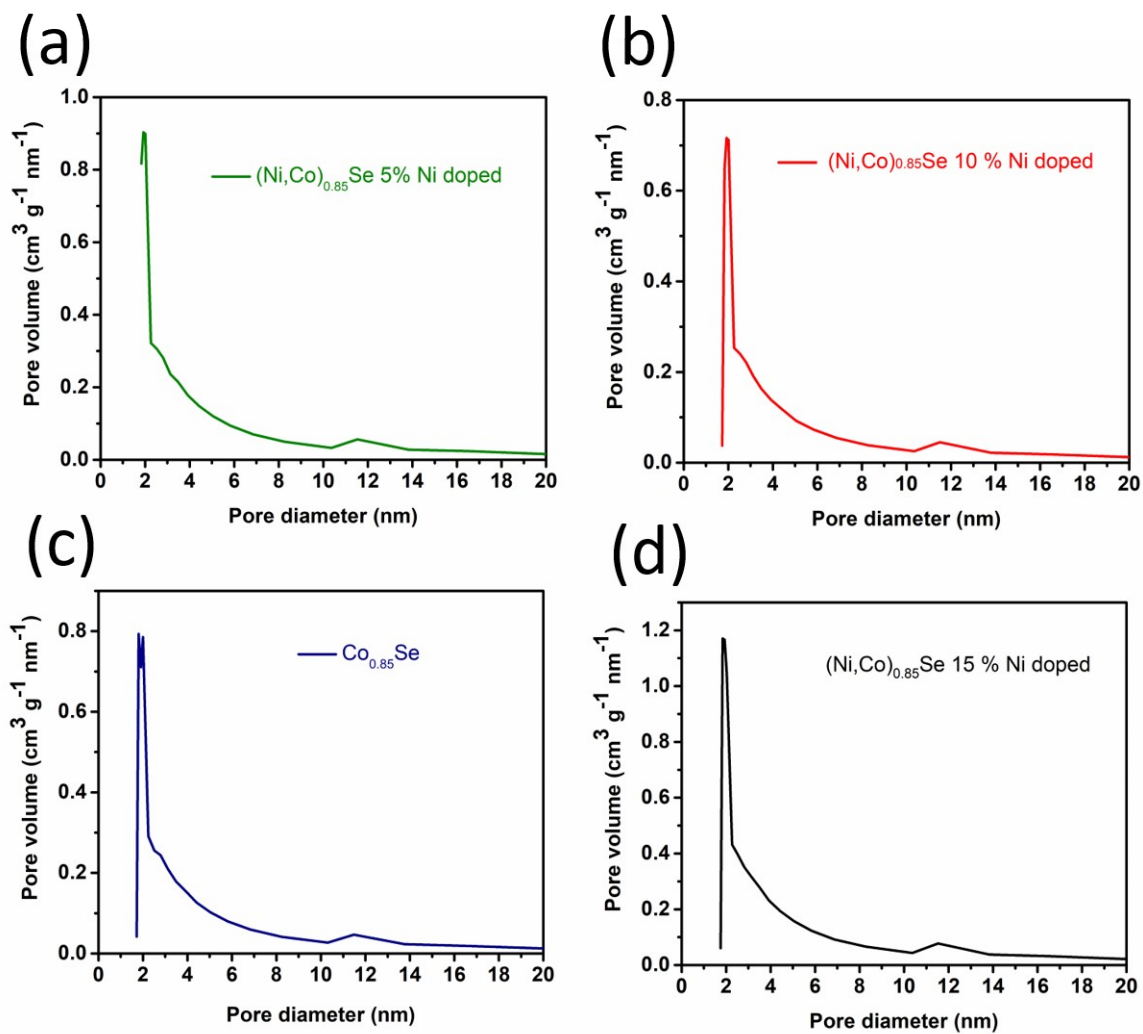 (a)
1.0
0.8
0.6
0.4
0.2
0.0
0 2 4 6 8 10 12 14 16 18 20
Pore volume (cm³ g⁻¹ nm⁻¹)
Pore diameter (nm)
(Ni,Co)₀.₈₅Se 5% Ni doped
(b)
0.8
0.6
0.4
0.2
0.0
0 2 4 6 8 10 12 14 16 18 20
Pore volume (cm³ g⁻¹ nm⁻¹)
Pore diameter (nm)
(Ni,Co)₀.₈₅Se 10 % Ni doped
(c)
0.8
0.6
0.4
0.2
0.0
0 2 4 6 8 10 12 14 16 18 20
Pore volume (cm³ g⁻¹ nm⁻¹)
Pore diameter (nm)
Co₀.₈₅Se
(d)
1.2
1.0
0.8
0.6
0.4
0.2
0.0
0 2 4 6 8 10 12 14 16 18 20
Pore volume (cm³ g⁻¹ nm⁻¹)
Pore diameter (nm)
(Ni,Co)₀.₈₅Se 15 % Ni doped